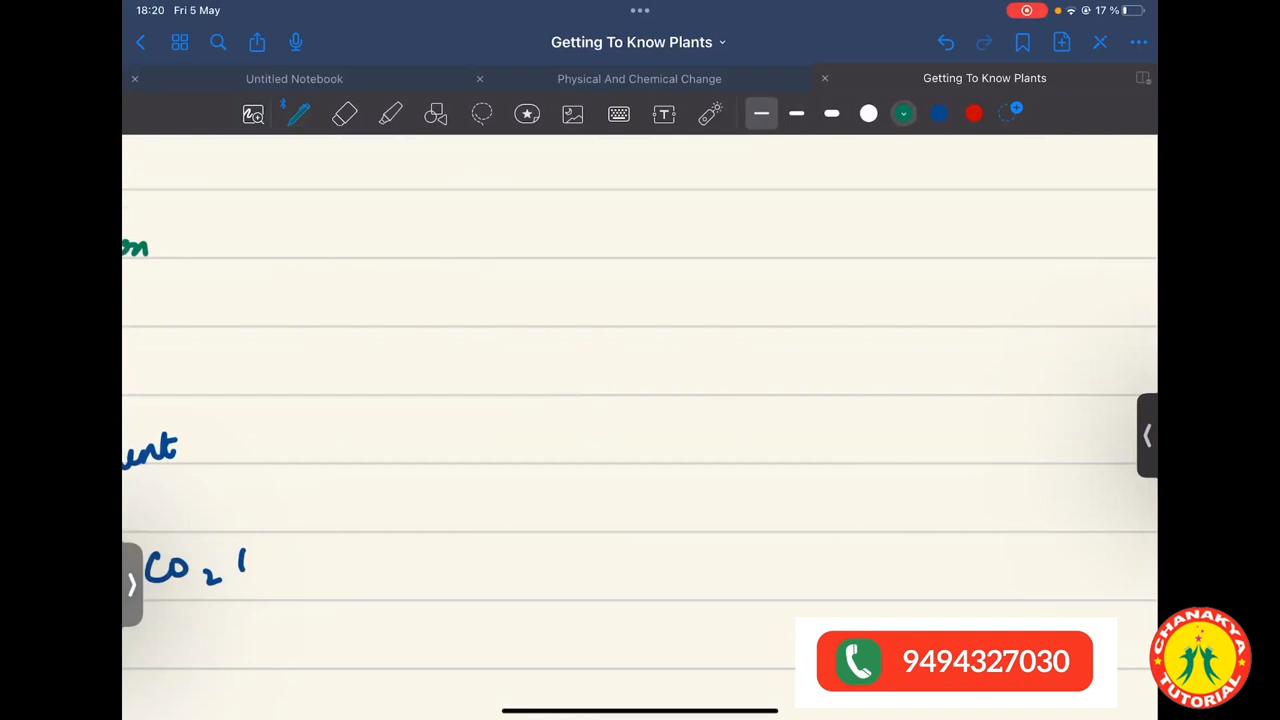 18:20 Fri 5 May 17 %
Getting To Know Plants
Untitled Notebook Physical And Chemical Change Getting To Know Plants
T
on
unt
CO2 (
9494327030
CHANAKYA
TUTORIAL